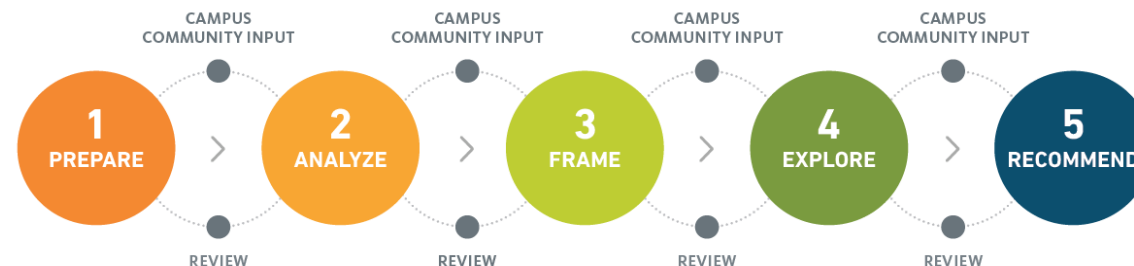 CAMPUS
COMMUNITY INPUT
CAMPUS
COMMUNITY INPUT
CAMPUS
COMMUNITY INPUT
CAMPUS
COMMUNITY INPUT
1
PREPARE
2
ANALYZE
3
FRAME
4
EXPLORE
5
RECOMMEND
REVIEW
REVIEW
REVIEW
REVIEW